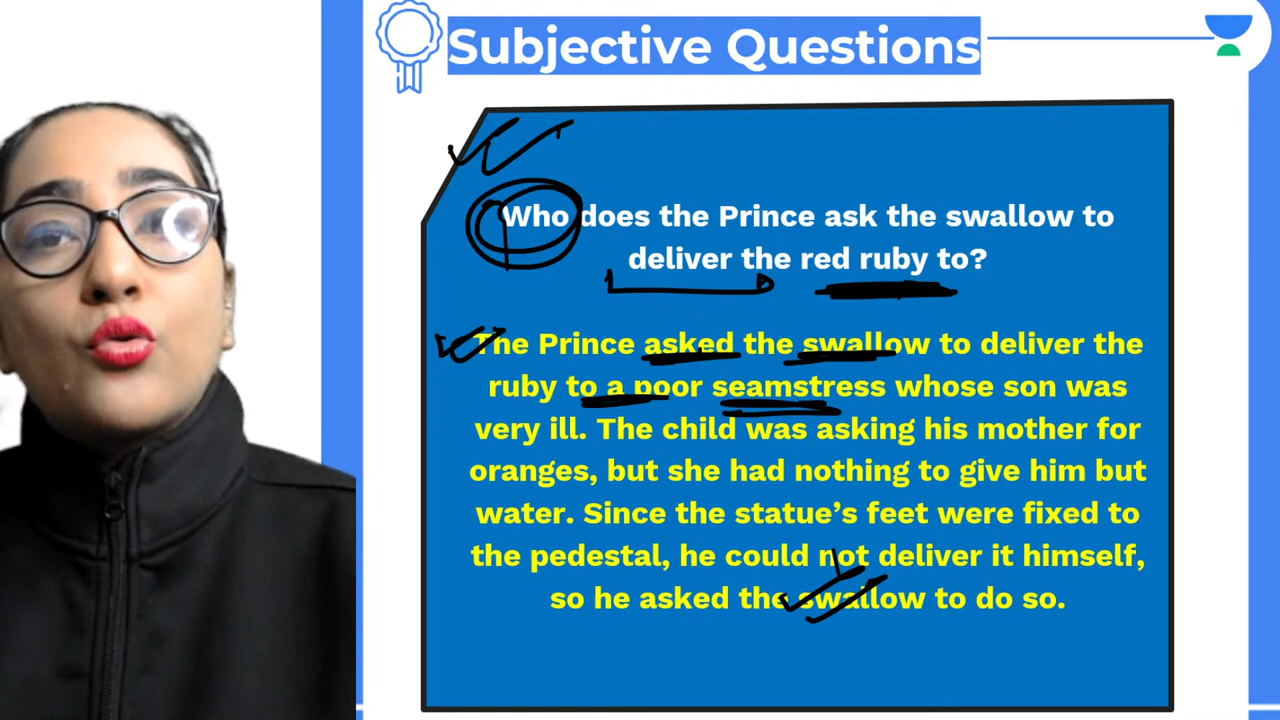 Subjective Questions
Who does the Prince ask the swallow to
deliver the red ruby to?
The Prince asked the swallow to deliver the
ruby to a poor seamstress whose son was
very ill. The child was asking his mother for
oranges, but she had nothing to give him but
water. Since the statue’s feet were fixed to
the pedestal, he could not deliver it himself,
so he asked the swallow to do so.